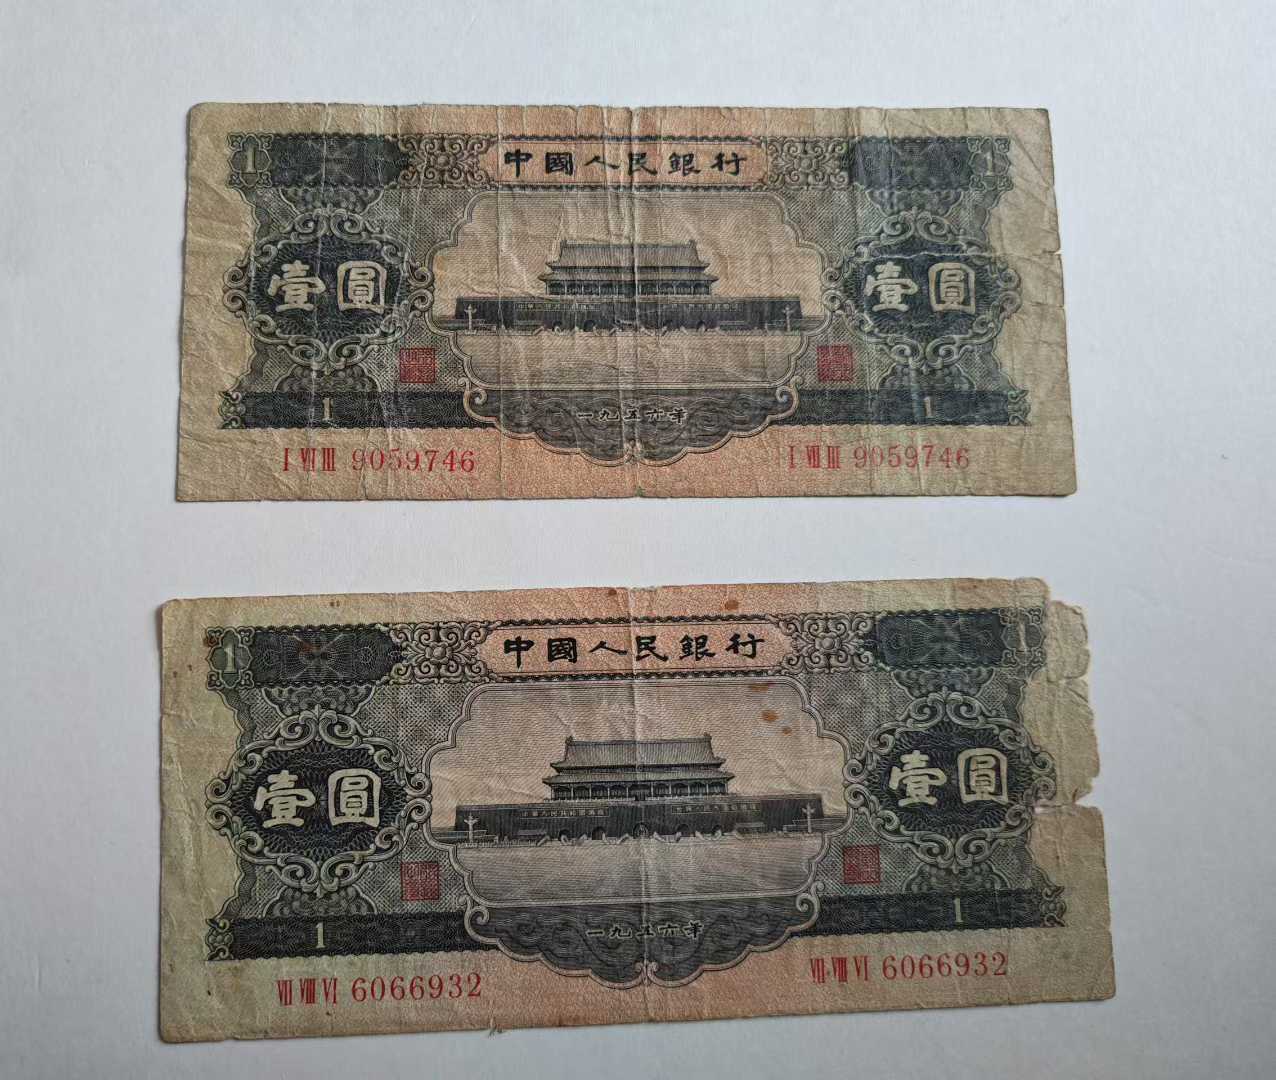 1 中國人民銀行 1
壹圓 壹圓
1 一九五六年 1
I VII III 9059746 I VII III 9059746
1 中國人民銀行 1
壹圓 壹圓
1 一九五六年 1
VII VIII VI 6066932 VII VIII VI 6066932